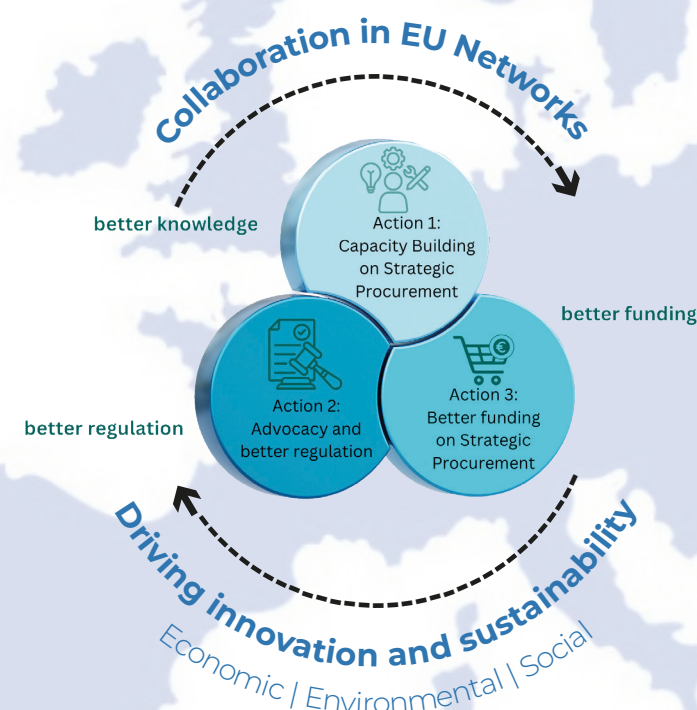 Collaboration in EU Networks
better knowledge
Action 1:
Capacity Building
on Strategic
Procurement
better funding
Action 2:
Advocacy and
better regulation
Action 3:
Better funding
on Strategic
Procurement
better regulation
Driving innovation and sustainability
Economic | Environmental | Social